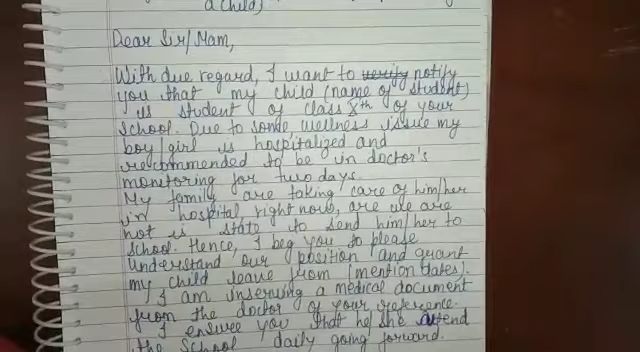 a child)
Dear Sir/Mam,
With due regard, I want to verify notify
you that my child (name of student)
is student of class 8th of your
school. Due to some wellness issue my
boy/girl is hospitalized and
recommended to be in doctor's
monetoring for two days.
My family are taking care of him/her
in hospital, right now, are we are
not is state to send him/her to
school. Hence, I beg you to please
understand our position and grant
my child leave from (mention dates).
I am inserving a medical document
from the doctor of your reference.
I ensure you that he/she attend
the School daily going forward.